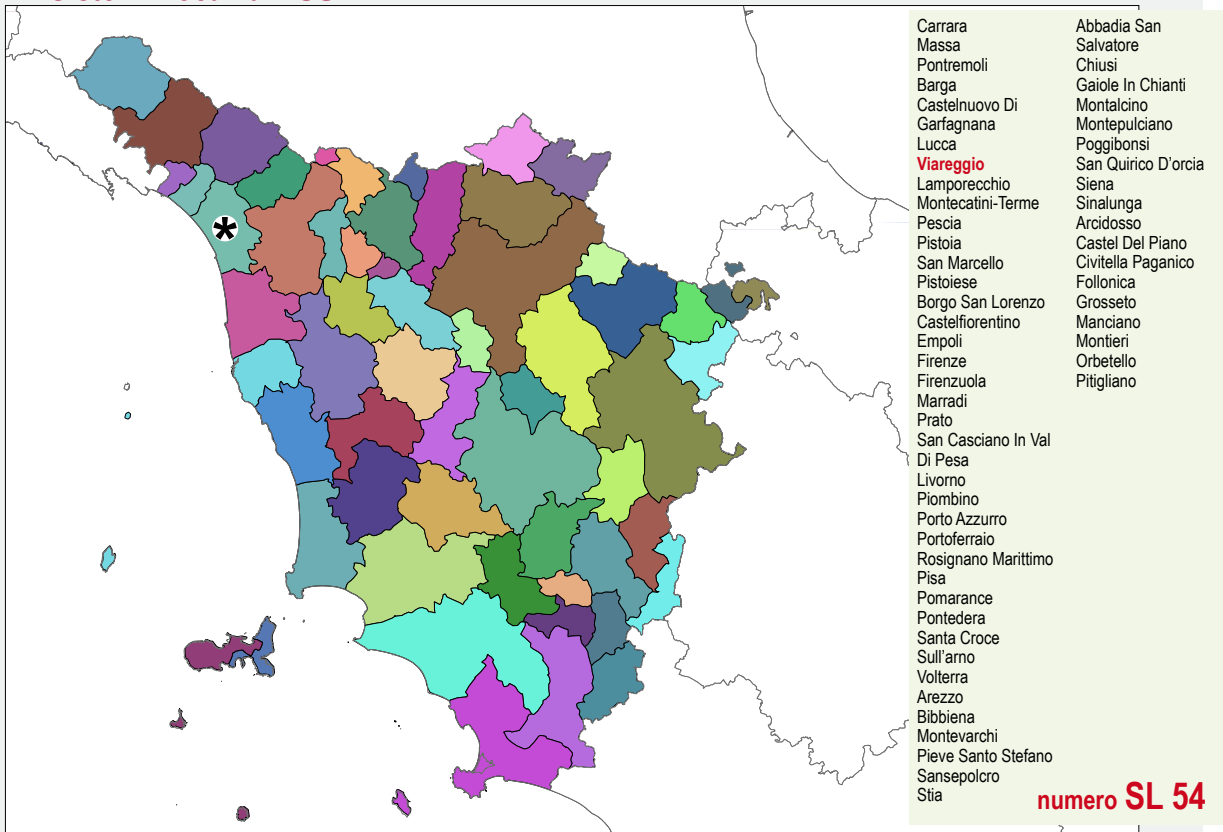 Carrara
Massa
Pontremoli
Barga
Castelnuovo Di
Garfagnana
Lucca
Viareggio
Lamporecchio
Montecatini-Terme
Pescia
Pistoia
San Marcello
Pistoiese
Borgo San Lorenzo
Castelfiorentino
Empoli
Firenze
Firenzuola
Marradi
Prato
San Casciano In Val
Di Pesa
Livorno
Piombino
Porto Azzurro
Portoferraio
Rosignano Marittimo
Pisa
Pomarance
Pontedera
Santa Croce
Sull'arno
Volterra
Arezzo
Bibbiena
Montevarchi
Pieve Santo Stefano
Sansepolcro
Stia
Abbadia San
Salvatore
Chiusi
Gaiole In Chianti
Montalcino
Montepulciano
Poggibonsi
San Quirico D'orcia
Siena
Sinalunga
Arcidosso
Castel Del Piano
Civitella Paganico
Follonica
Grosseto
Manciano
Montieri
Orbetello
Pitigliano
numero SL 54